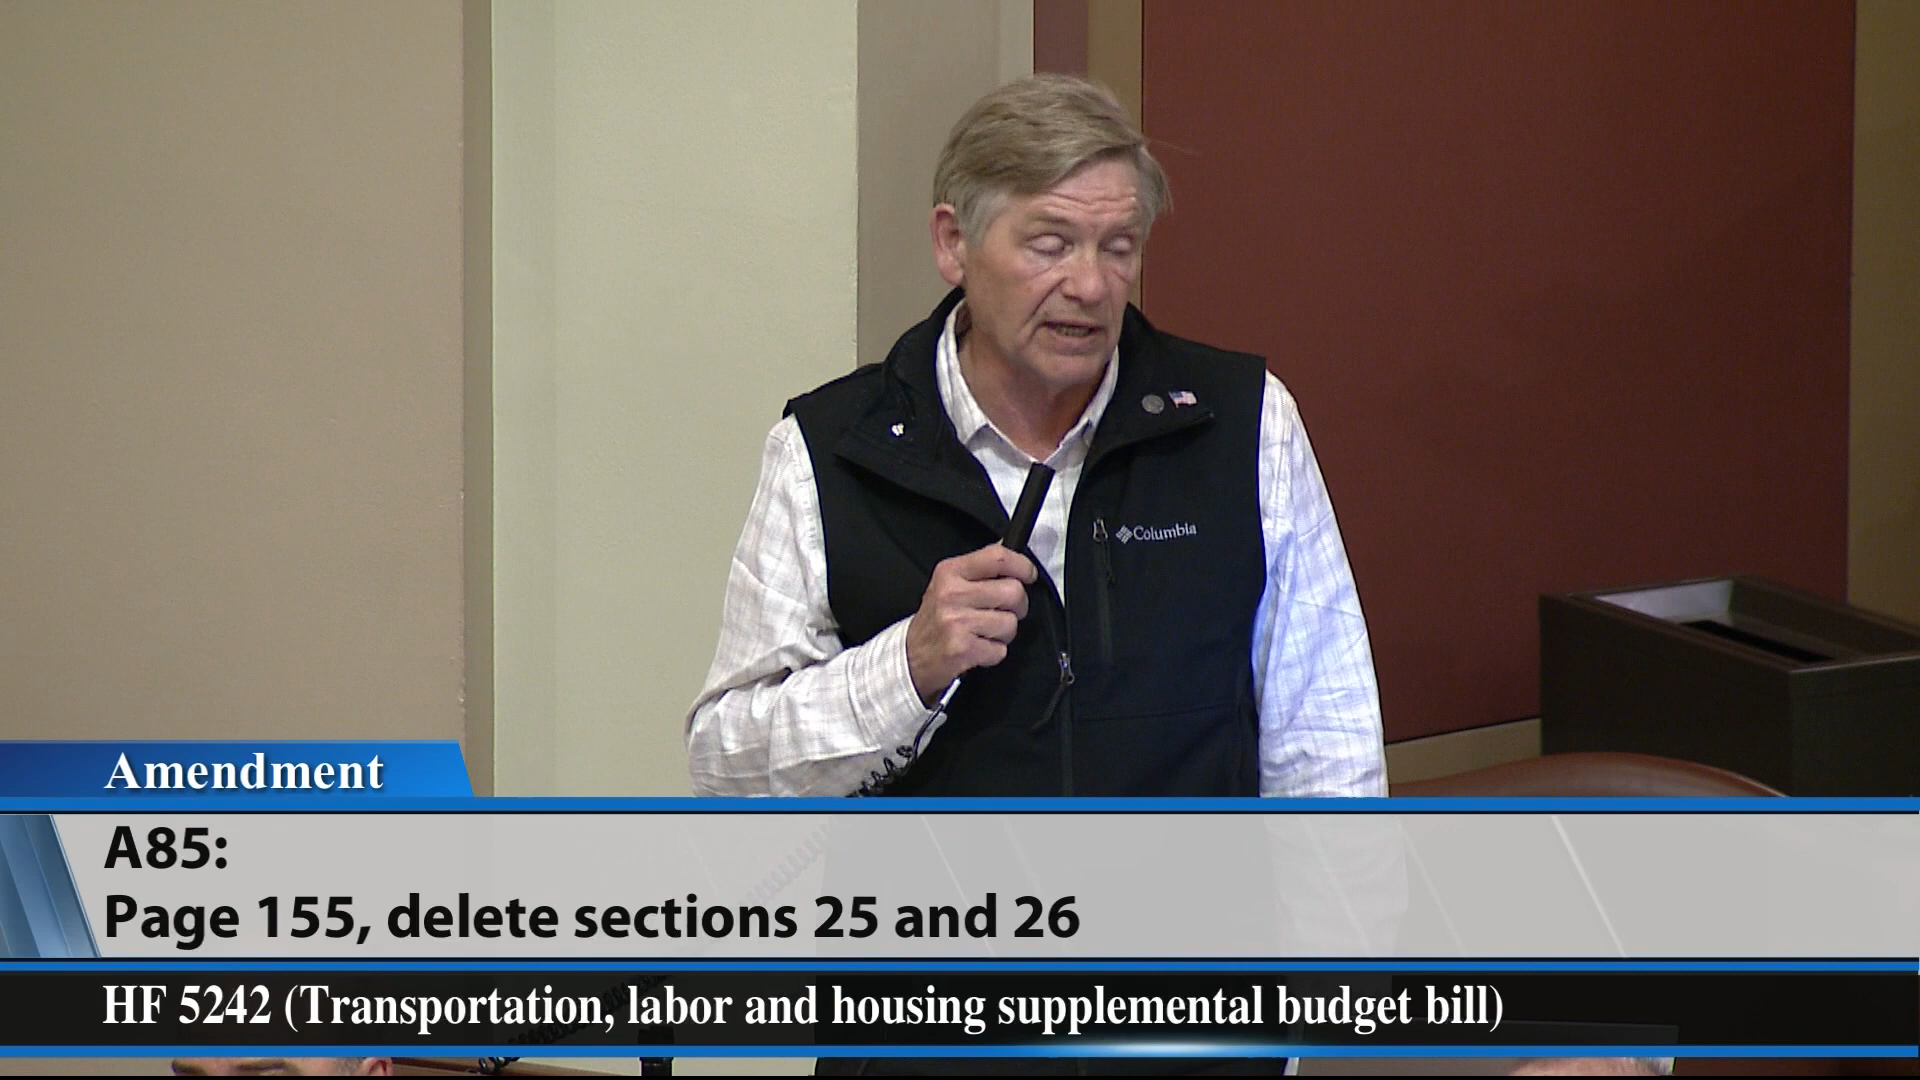 Columbia
Amendment
A85:
Page 155, delete sections 25 and 26
HF 5242 (Transportation, labor and housing supplemental budget bill)